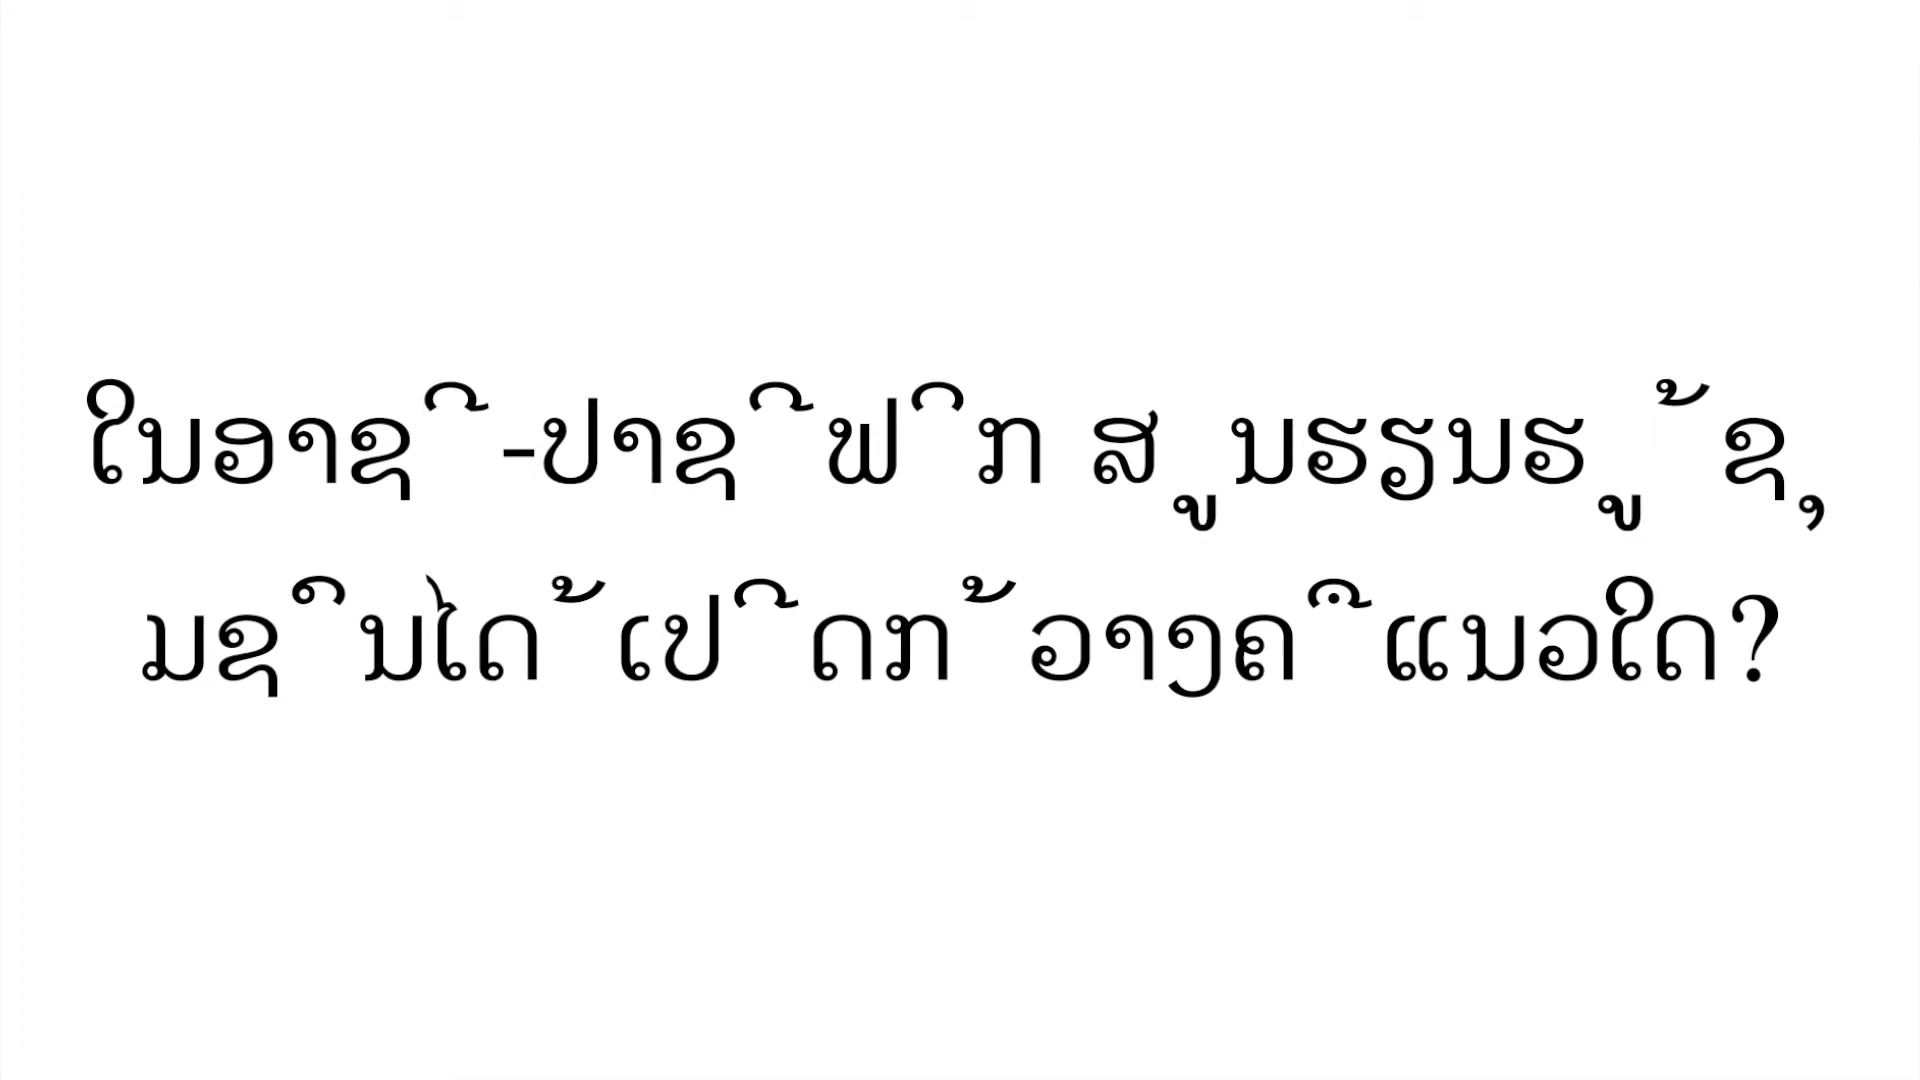 ໃນອາຊີ-ປາຊີຟິກ ສູນຮຽນຮູ້ຊຸ
ມຊົນໄດ້ເປີດກ້ວາງຄືແນວໃດ?